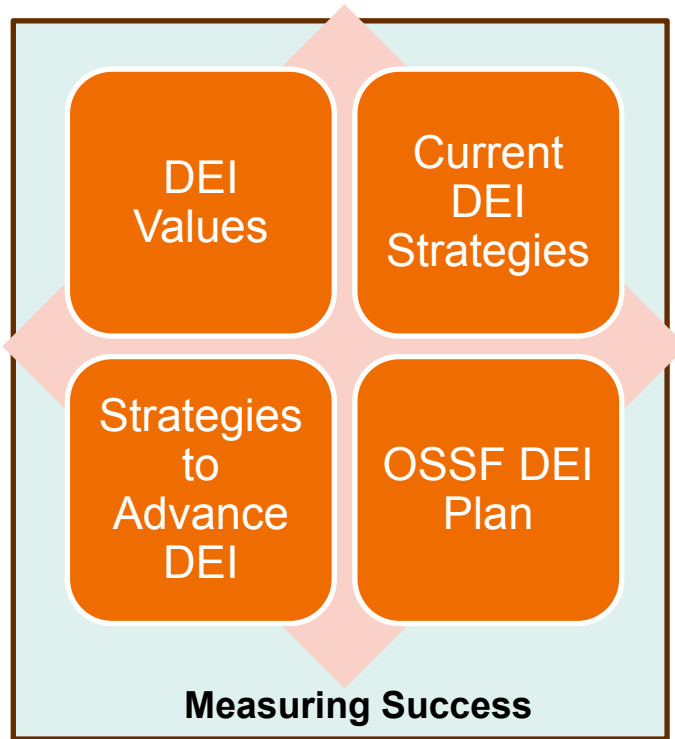 DEI
Values
Current
DEI
Strategies
Strategies
to
Advance
DEI
OSSF DEI
Plan
Measuring Success